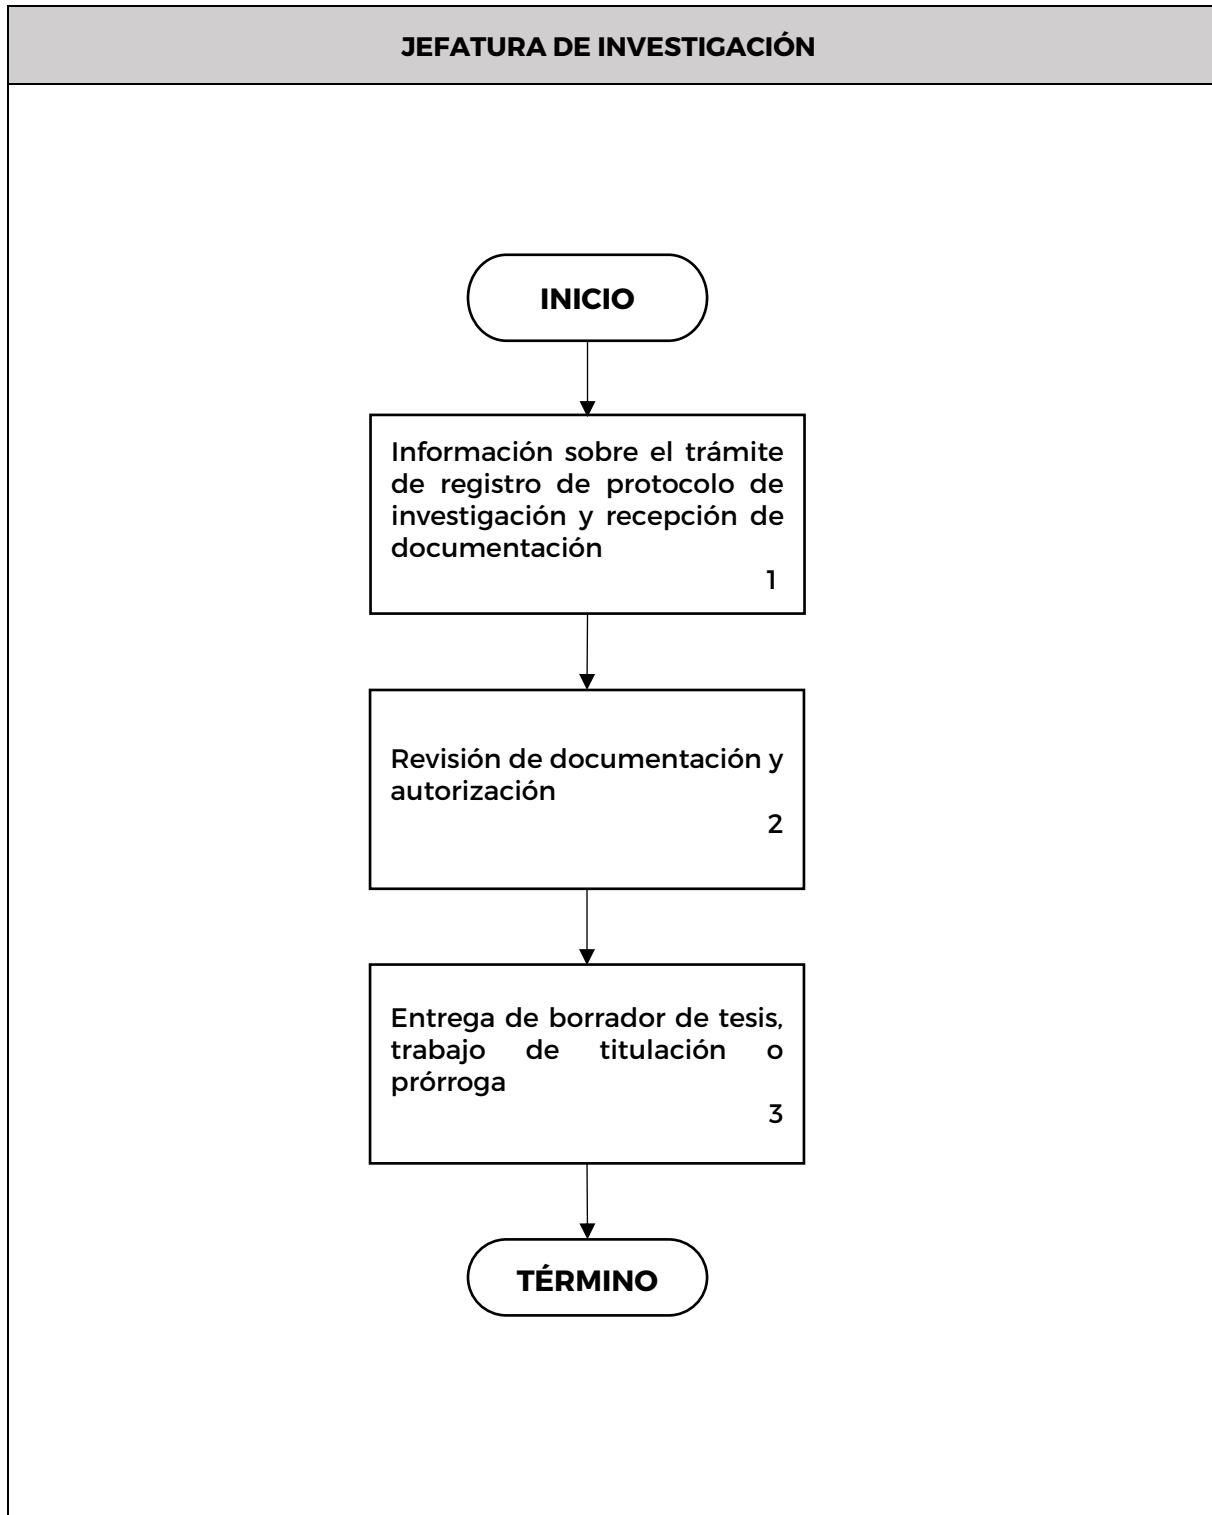 JEFATURA DE INVESTIGACIÓN
INICIO
Información sobre el trámite
de registro de protocolo de
investigación y recepción de
documentación
1
Revisión de documentación y
autorización
2
Entrega de borrador de tesis,
trabajo de titulación o
prórroga
3
TÉRMINO